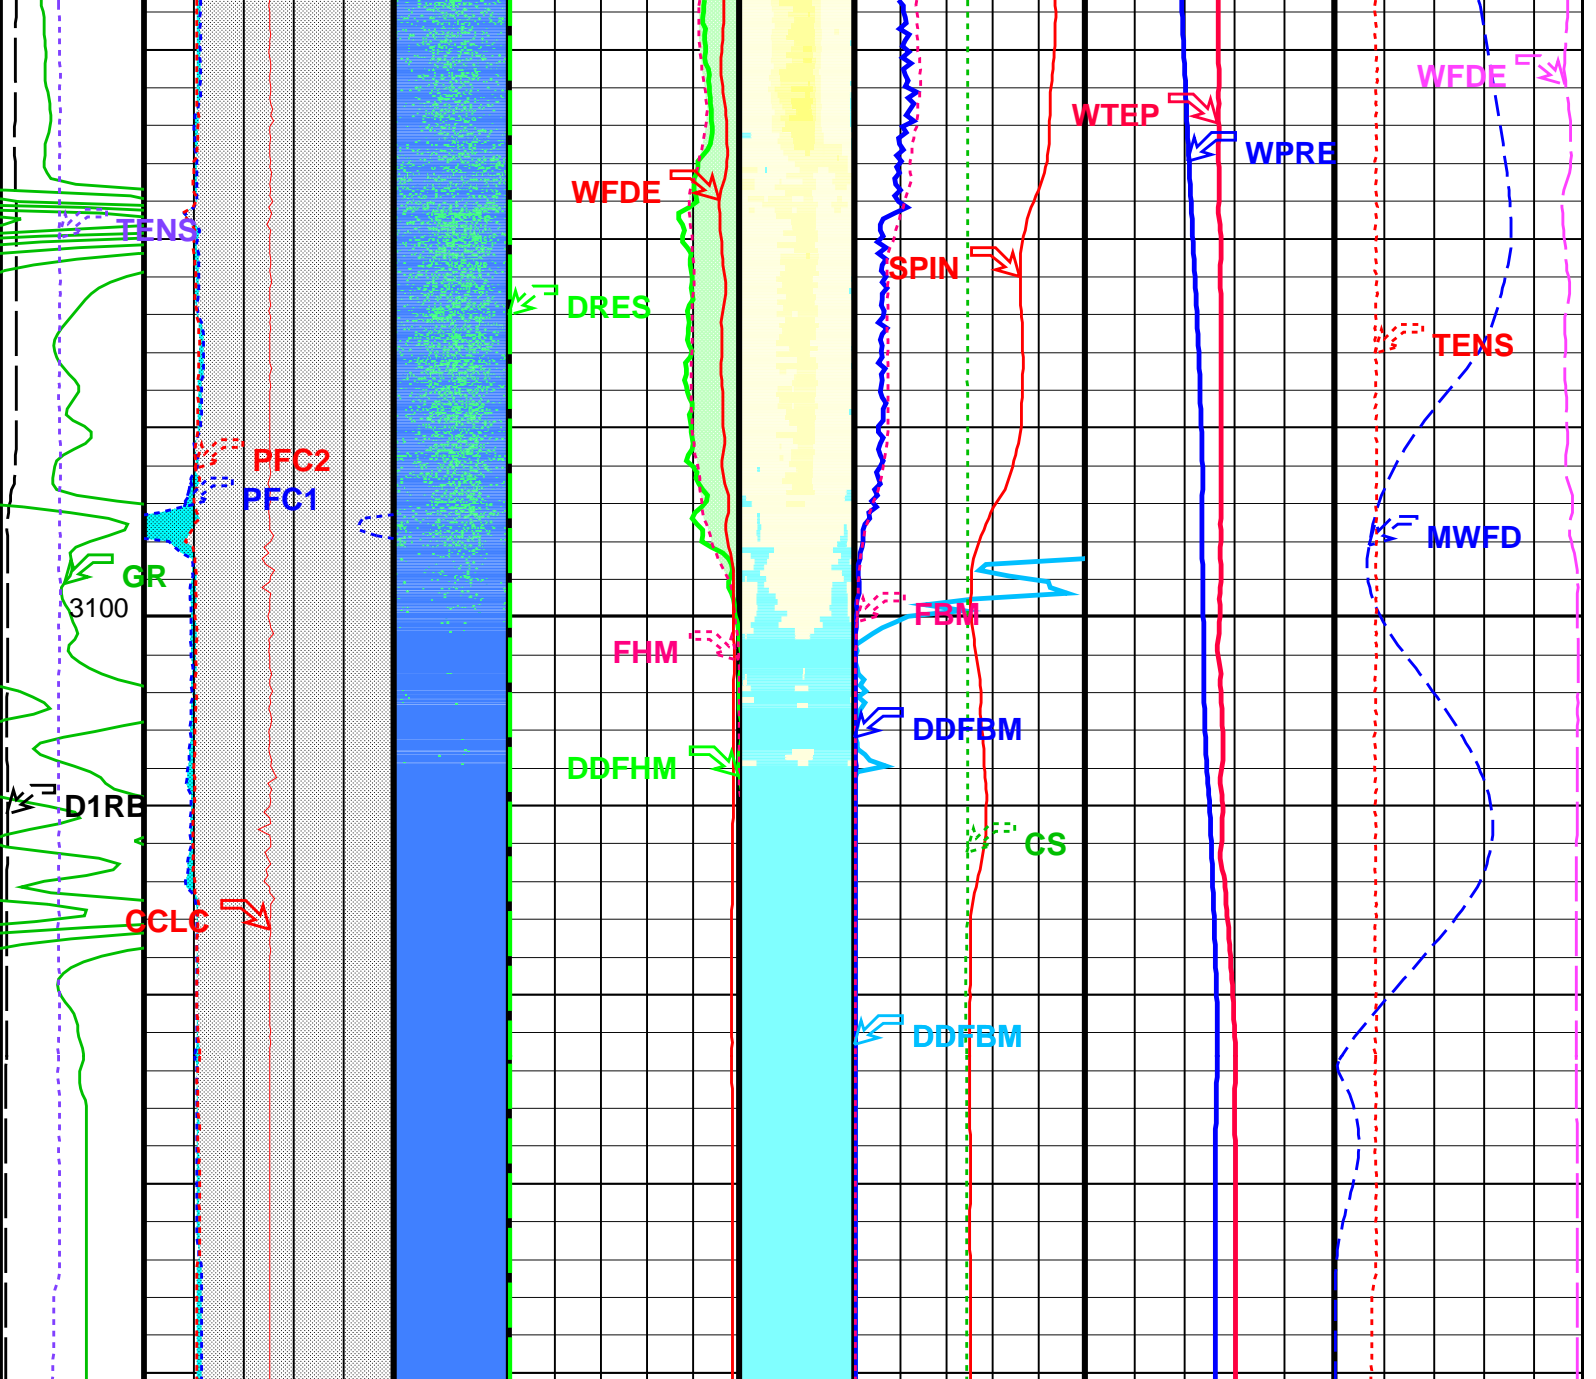 WFDE
WTEP
WPRE
WFDE
TENS
SPIN
DRES
TENS
PFC2
PFC1
MWFD
GR
3100
FBM
FHM
DDFBM
DDFHM
D1RB
CS
CCLC
DDFBM